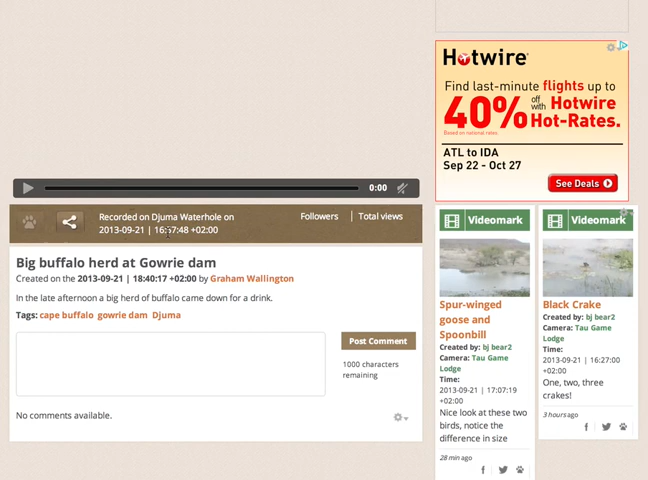 Hotwire
Find last-minute flights up to
40% off with Hotwire Hot-Rates.
Based on national rates.
ATL to IDA
Sep 22 - Oct 27
See Deals
0:00
Recorded on Djuma Waterhole on
2013-09-21 | 16:57:48 +02:00
Followers | Total views
Big buffalo herd at Gowrie dam
Created on the 2013-09-21 | 18:40:17 +02:00 by Graham Wallington
In the late afternoon a big herd of buffalo came down for a drink.
Tags: cape buffalo gowrie dam Djuma
Post Comment
1000 characters
remaining
No comments available.
Videomark
Spur-winged
goose and
Spoonbill
Created by: bj bear2
Camera: Tau Game
Lodge
Time:
2013-09-21 | 17:07:19
+02:00
Nice look at these two
birds, notice the
difference in size
28 min ago
Videomark
Black Crake
Created by: bj bear2
Camera: Tau Game
Lodge
Time:
2013-09-21 | 16:27:00
+02:00
One, two, three
crakes!
3 hours ago